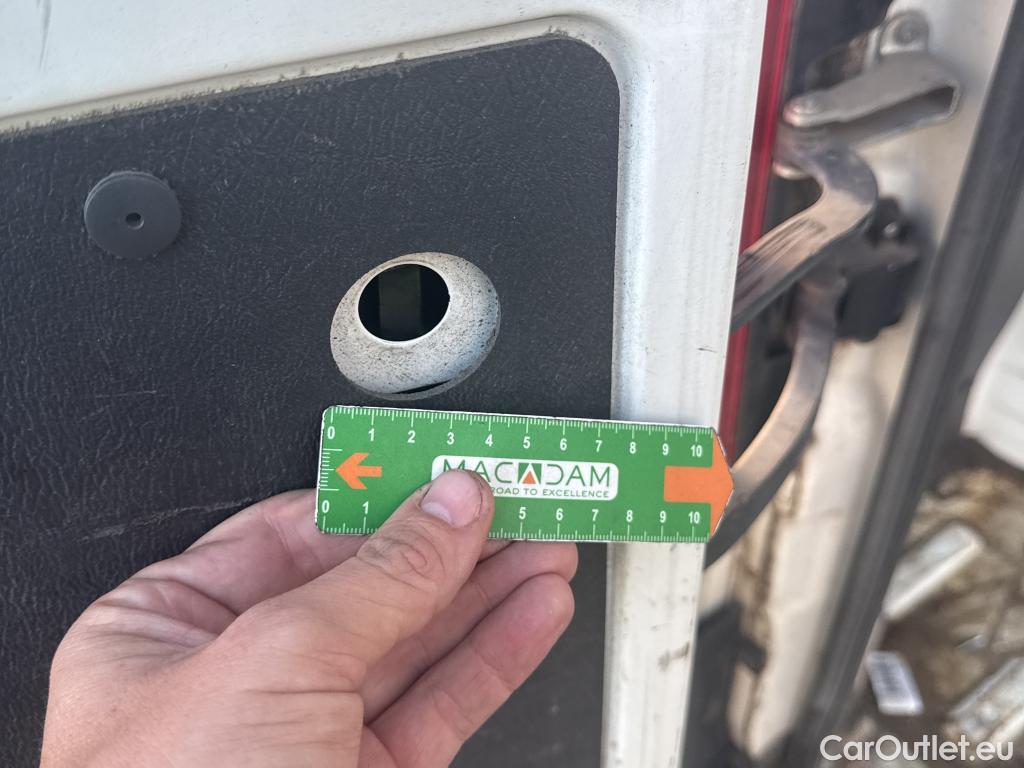 0 1 2 3 4 5 6 7 8 9 10
MACADAM
ROAD TO EXCELLENCE
0 1 5 6 7 8 9 10
CarOutlet.eu